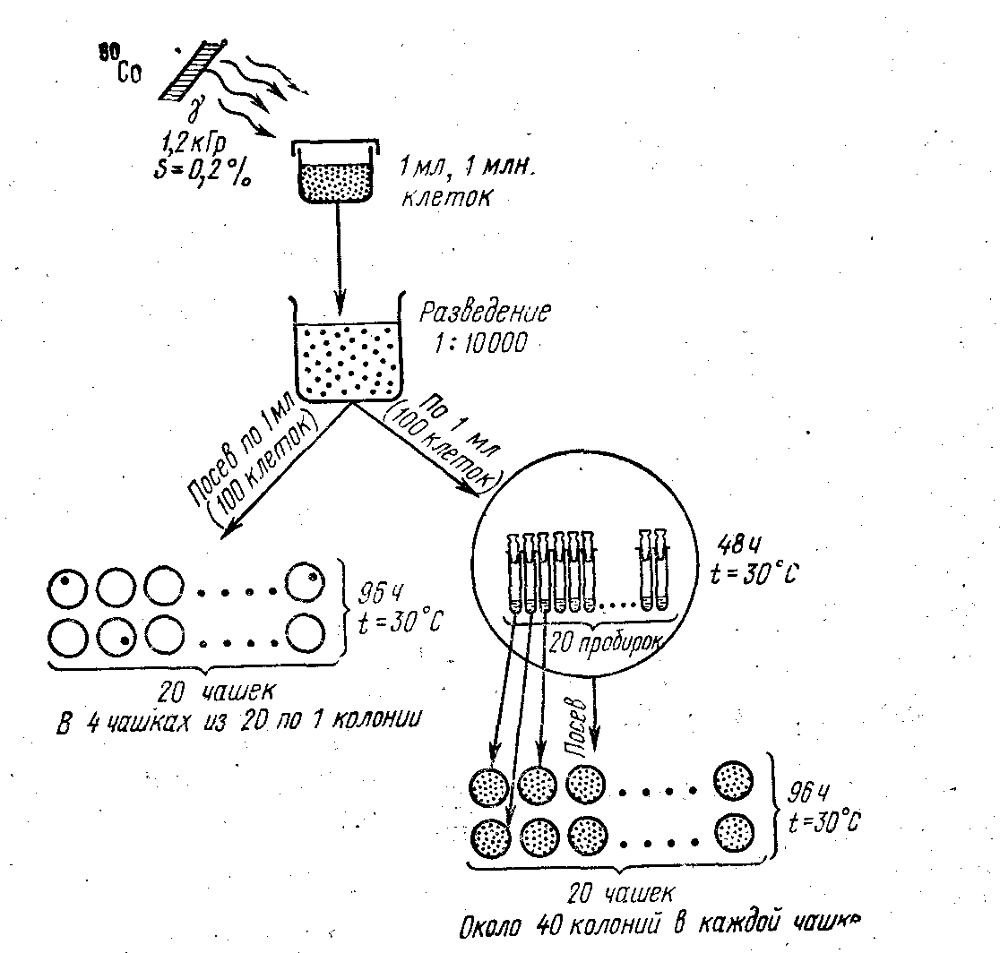 ⁶⁰Co
γ
1,2 кГр
S=0,2%
1 мл, 1 млн.
клеток
Разведение
1:10000
Посев по 1 мл
(100 клеток)
По 1 мл
(100 клеток)
48 ч
t=30°C
20 пробирок
96 ч
t=30°C
20 чашек
В 4 чашках из 20 по 1 колонии
Посев
96 ч
t=30°C
20 чашек
Около 40 колоний в каждой чашке